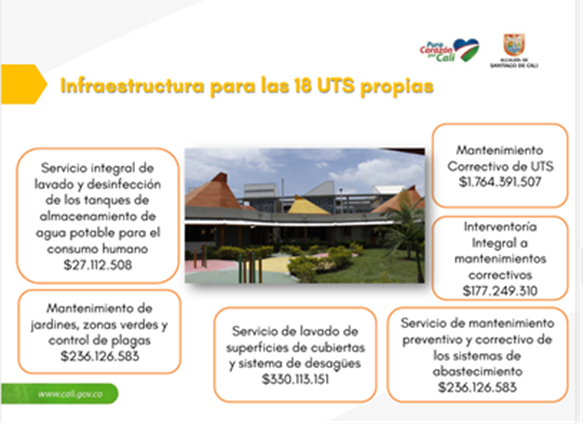 Pura
Corazón
por
Cali
ALCALDÍA DE
SANTIAGO DE CALI
Infraestructura para las 18 UTS propias
Servicio integral de
lavado y desinfección
de los tanques de
almacenamiento de
agua potable para el
consumo humano
$27.112.508
Mantenimiento de
jardines, zonas verdes y
control de plagas
$236.126.583
Servicio de lavado de
superficies de cubiertas
y sistema de desagües
$330.113.151
Mantenimiento
Correctivo de UTS
$1.764.391.507
Interventoría
Integral a
mantenimientos
correctivos
$177.249.310
Servicio de mantenimiento
preventivo y correctivo de
los sistemas de
abastecimiento
$236.126.583
www.cali.gov.co